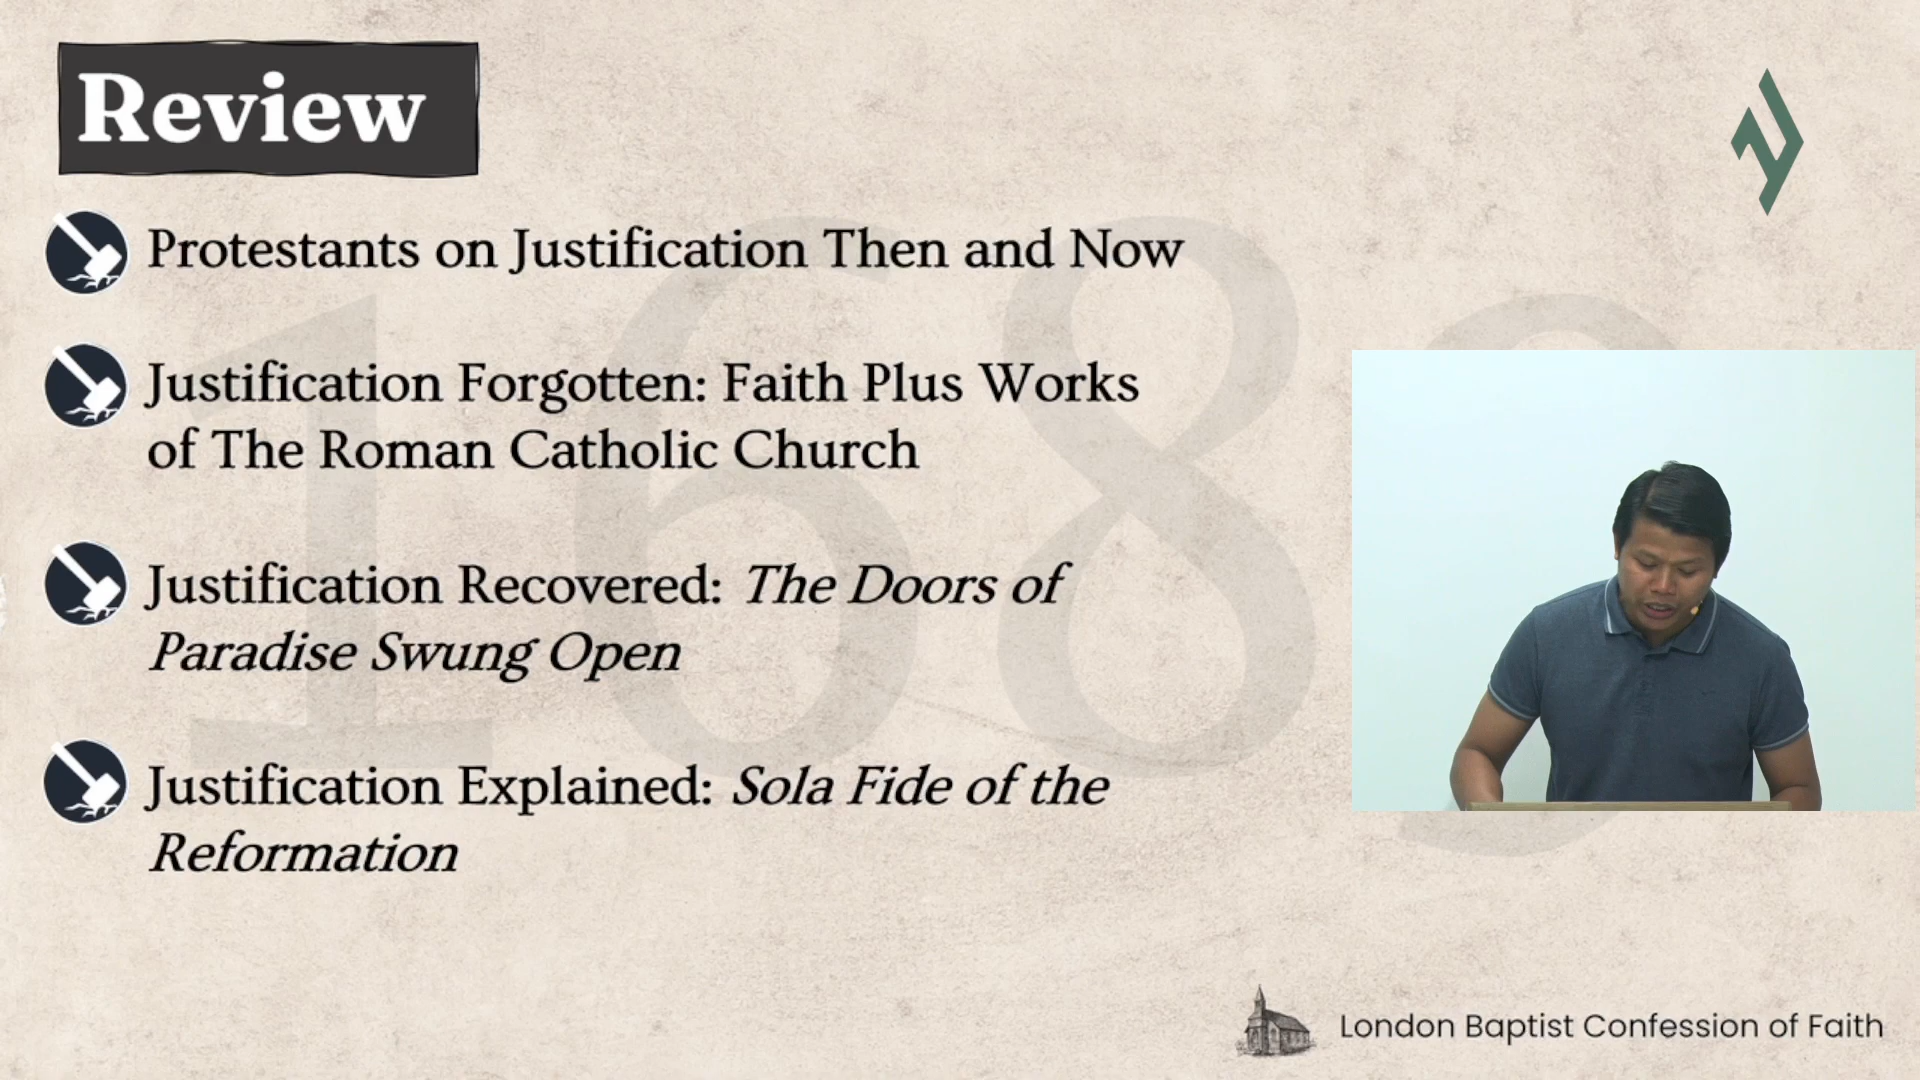 Review
Protestants on Justification Then and Now
Justification Forgotten: Faith Plus Works
of The Roman Catholic Church
Justification Recovered: The Doors of
Paradise Swung Open
Justification Explained: Sola Fide of the
Reformation
1689
London Baptist Confession of Faith